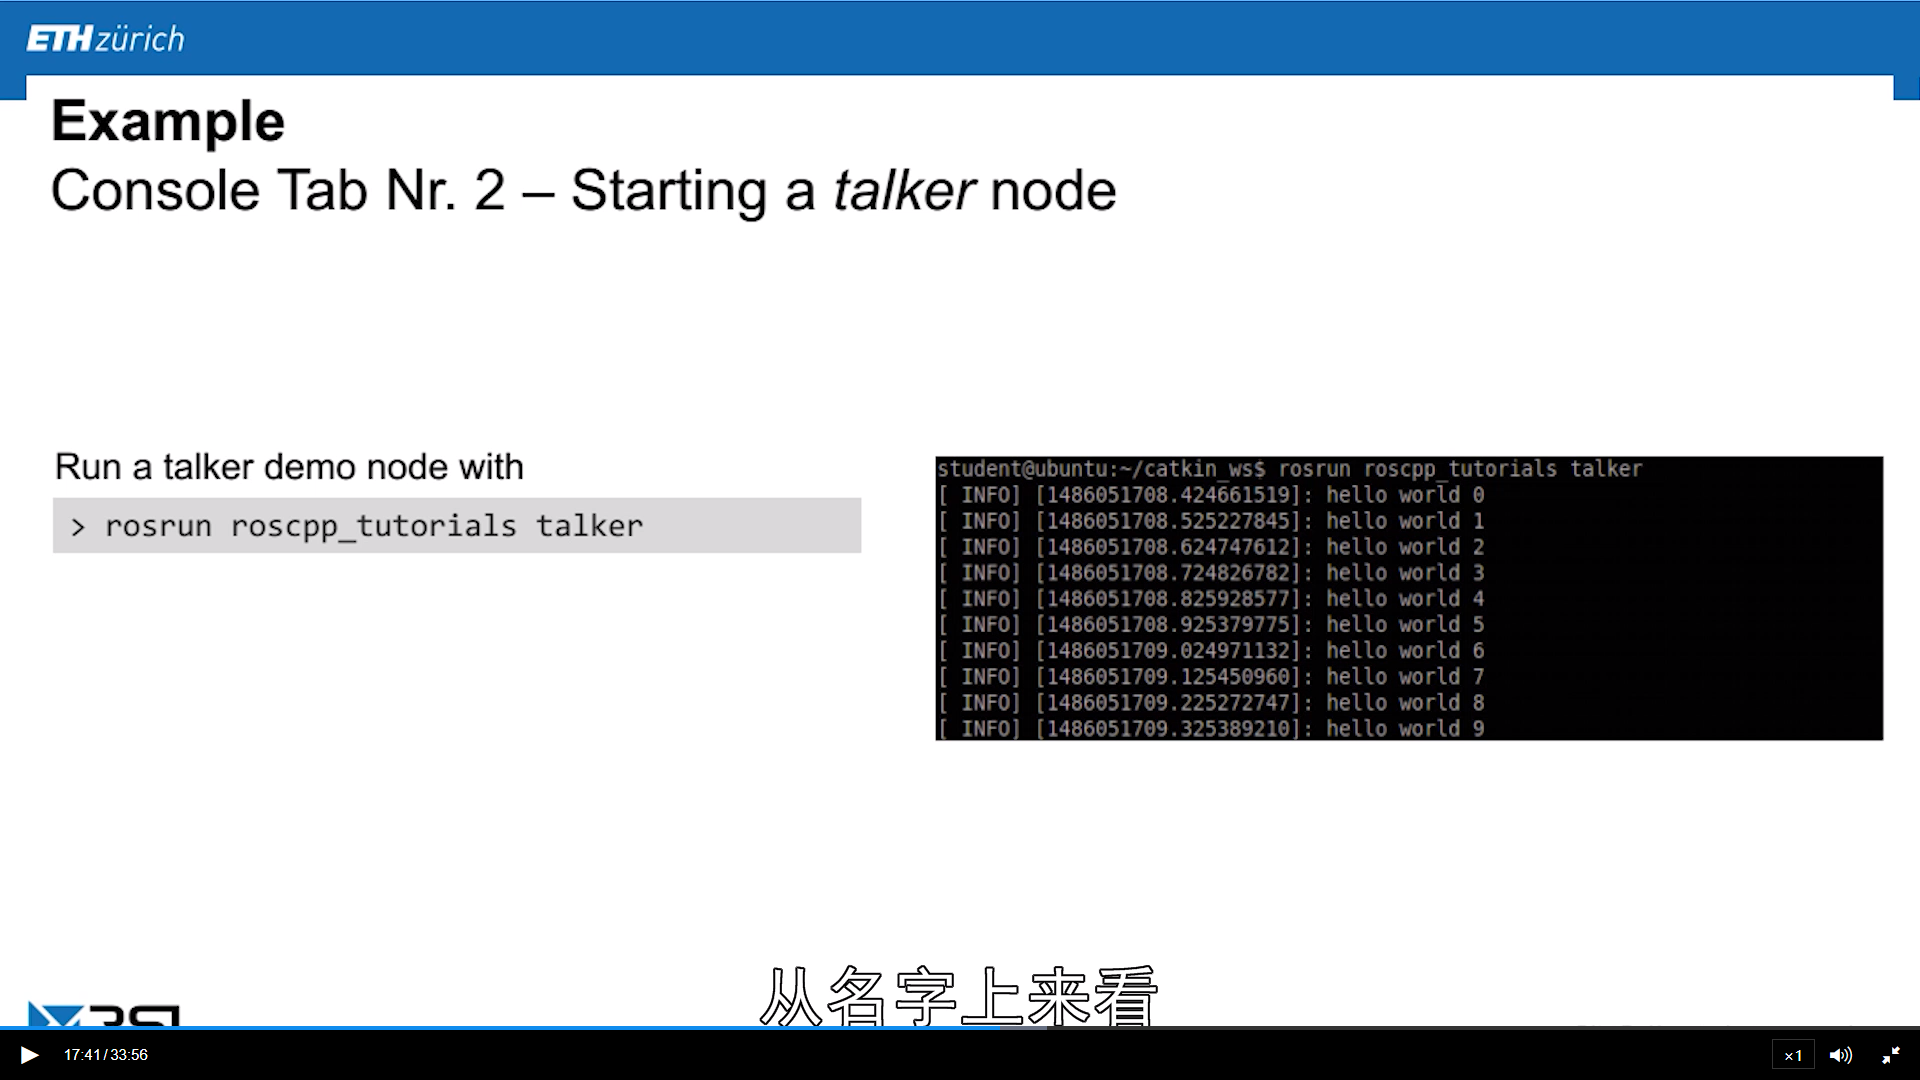 ETH zürich
Example
Console Tab Nr. 2 – Starting a talker node
Run a talker demo node with
> rosrun roscpp_tutorials talker
student@ubuntu:~/catkin_ws$ rosrun roscpp_tutorials talker
[ INFO] [1486051708.424661519]: hello world 0
[ INFO] [1486051708.525227845]: hello world 1
[ INFO] [1486051708.624747612]: hello world 2
[ INFO] [1486051708.724826782]: hello world 3
[ INFO] [1486051708.825928577]: hello world 4
[ INFO] [1486051708.925379775]: hello world 5
[ INFO] [1486051709.024971132]: hello world 6
[ INFO] [1486051709.125450960]: hello world 7
[ INFO] [1486051709.225272747]: hello world 8
[ INFO] [1486051709.325389210]: hello world 9
从名字上来看
RSL
17:41/33:56
×1